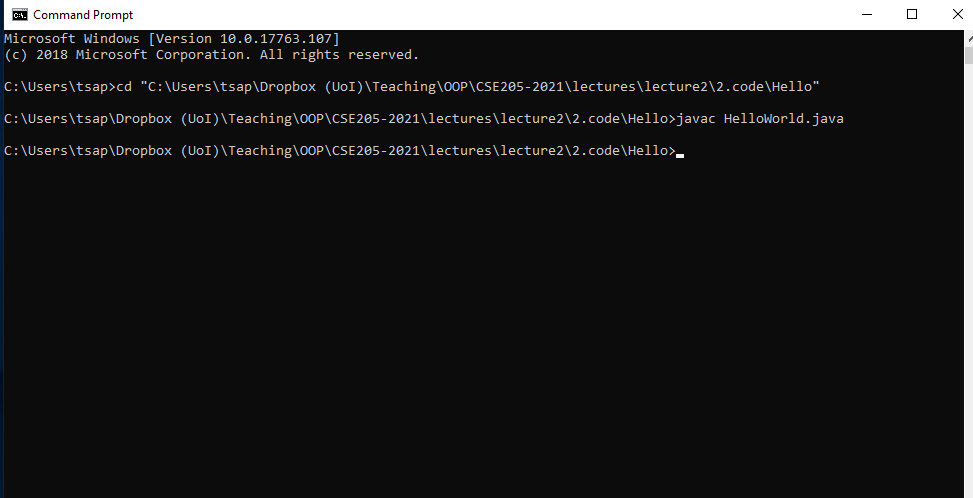 Command Prompt
Microsoft Windows [Version 10.0.17763.107]
(c) 2018 Microsoft Corporation. All rights reserved.
C:\Users\tsap>cd "C:\Users\tsap\Dropbox (UoI)\Teaching\OOP\CSE205-2021\lectures\lecture2\2.code\Hello"
C:\Users\tsap\Dropbox (UoI)\Teaching\OOP\CSE205-2021\lectures\lecture2\2.code\Hello>javac HelloWorld.java
C:\Users\tsap\Dropbox (UoI)\Teaching\OOP\CSE205-2021\lectures\lecture2\2.code\Hello>